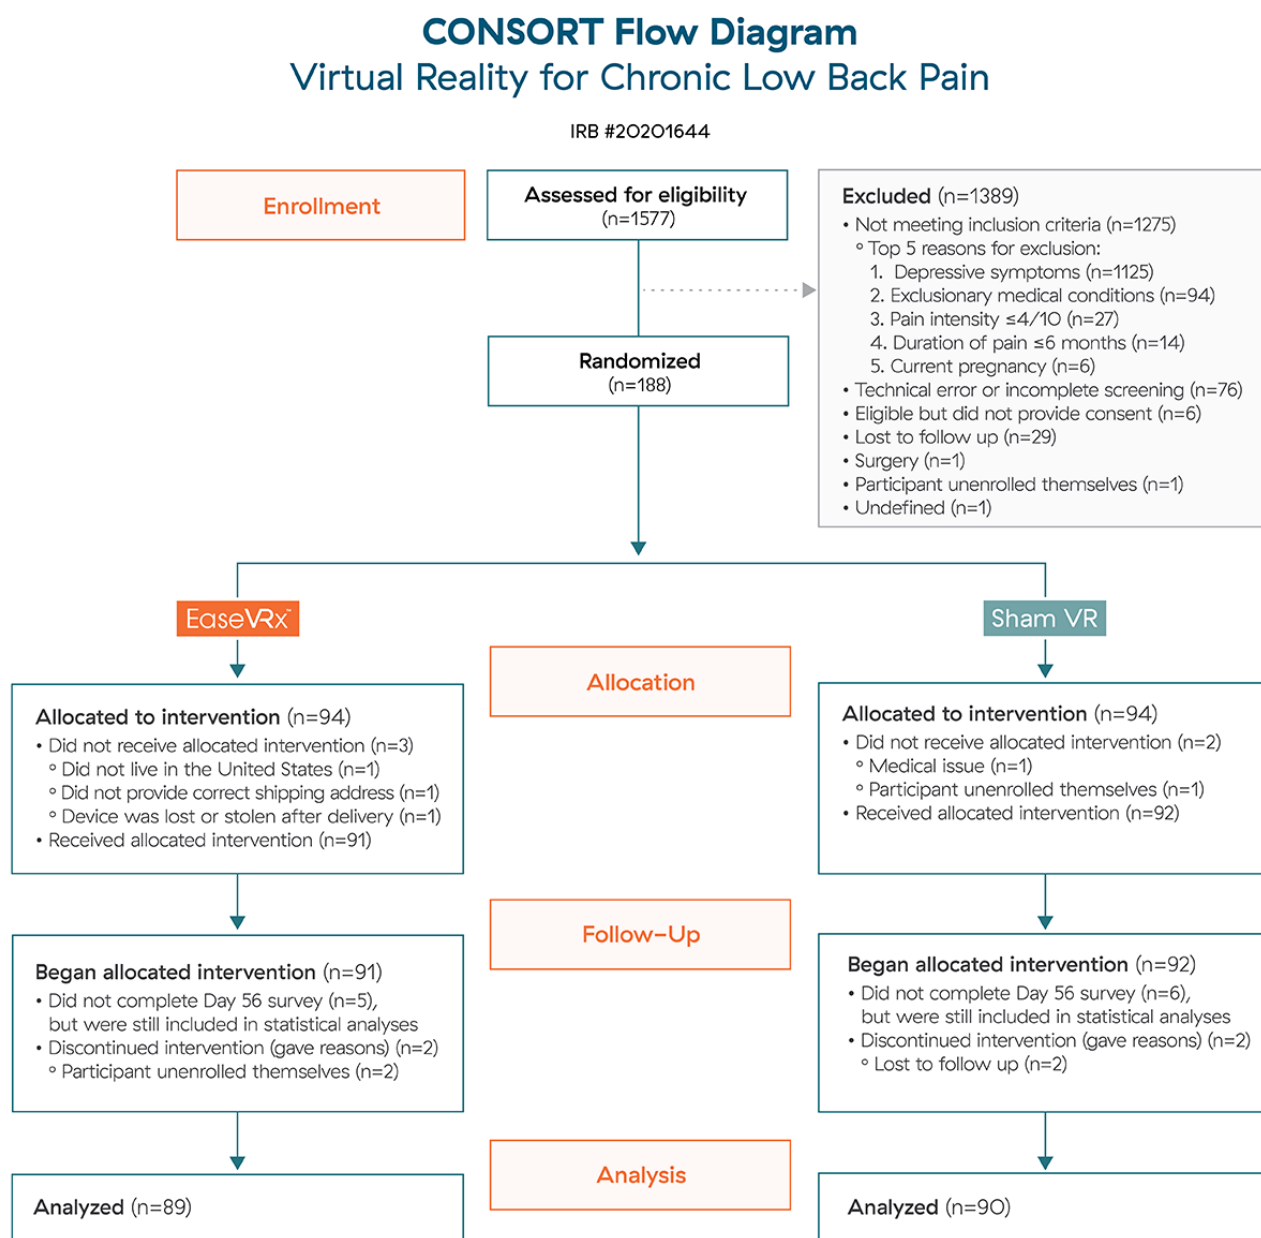 CONSORT Flow Diagram
Virtual Reality for Chronic Low Back Pain
IRB #20201644
Enrollment
Assessed for eligibility
(n=1577)
Excluded (n=1389)
• Not meeting inclusion criteria (n=1275)
° Top 5 reasons for exclusion:
1. Depressive symptoms (n=1125)
2. Exclusionary medical conditions (n=94)
3. Pain intensity ≤4/10 (n=27)
4. Duration of pain ≤6 months (n=14)
5. Current pregnancy (n=6)
• Technical error or incomplete screening (n=76)
• Eligible but did not provide consent (n=6)
• Lost to follow up (n=29)
• Surgery (n=1)
• Participant unenrolled themselves (n=1)
• Undefined (n=1)
Randomized
(n=188)
EaseVRx™
Sham VR
Allocation
Allocated to intervention (n=94)
• Did not receive allocated intervention (n=3)
° Did not live in the United States (n=1)
° Did not provide correct shipping address (n=1)
° Device was lost or stolen after delivery (n=1)
• Received allocated intervention (n=91)
Allocated to intervention (n=94)
• Did not receive allocated intervention (n=2)
° Medical issue (n=1)
° Participant unenrolled themselves (n=1)
• Received allocated intervention (n=92)
Follow-Up
Began allocated intervention (n=91)
• Did not complete Day 56 survey (n=5),
but were still included in statistical analyses
• Discontinued intervention (gave reasons) (n=2)
° Participant unenrolled themselves (n=2)
Began allocated intervention (n=92)
• Did not complete Day 56 survey (n=6),
but were still included in statistical analyses
• Discontinued intervention (gave reasons) (n=2)
° Lost to follow up (n=2)
Analysis
Analyzed (n=89)
Analyzed (n=90)